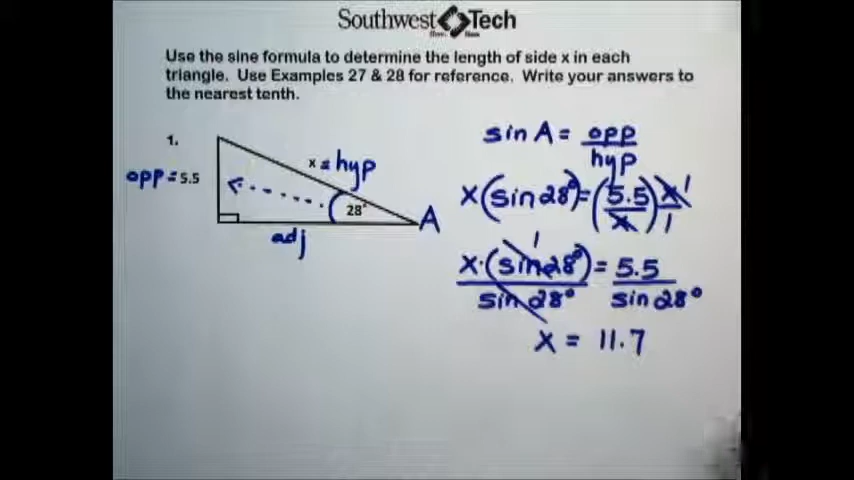 Southwest Tech
Use the sine formula to determine the length of side x in each
triangle. Use Examples 27 & 28 for reference. Write your answers to
the nearest tenth.
1.
opp = 5.5
x = hyp
28°
A
adj
sin A = opp
hyp
x(sin 28°) = (5.5) x 1
x 1
1
x·(sin 28°) = 5.5
sin 28° sin 28°
x = 11.7